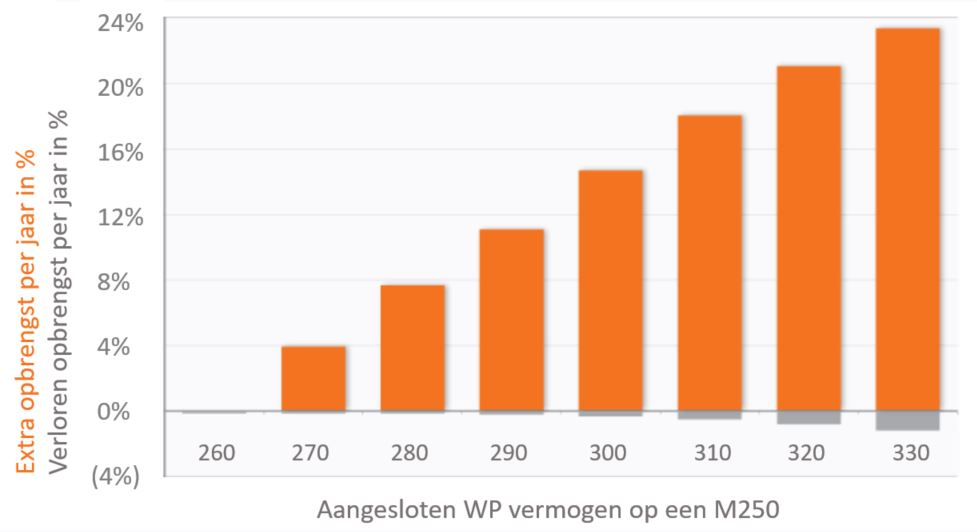 24%
20%
16%
12%
8%
4%
0%
(4%)
Extra opbrengst per jaar in %
Verloren opbrengst per jaar in %
260 270 280 290 300 310 320 330
Aangesloten WP vermogen op een M250